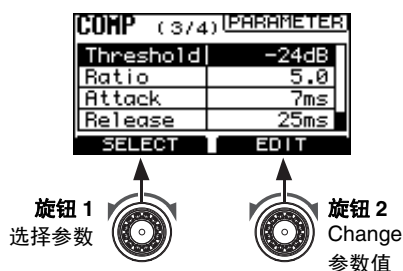 COMP (3/4) PARAMETER
Threshold -24dB
Ratio 5.0
Attack 7ms
Release 25ms
SELECT EDIT
旋钮 1 旋钮 2
选择参数 Change
参数值